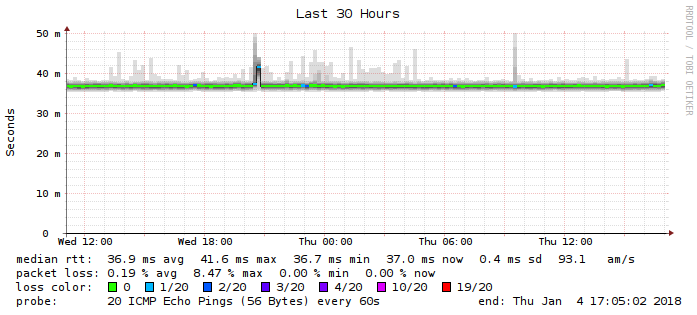 Last 30 Hours
RRDTOOL / TOBI OETIKER
Seconds
50 m
40 m
30 m
20 m
10 m
0
Wed 12:00 Wed 18:00 Thu 00:00 Thu 06:00 Thu 12:00
median rtt: 36.9 ms avg 41.6 ms max 36.7 ms min 37.0 ms now 0.4 ms sd 93.1 am/s
packet loss: 0.19 % avg 8.47 % max 0.00 % min 0.00 % now
loss color: 0 1/20 2/20 3/20 4/20 10/20 19/20
probe: 20 ICMP Echo Pings (56 Bytes) every 60s end: Thu Jan 4 17:05:02 2018